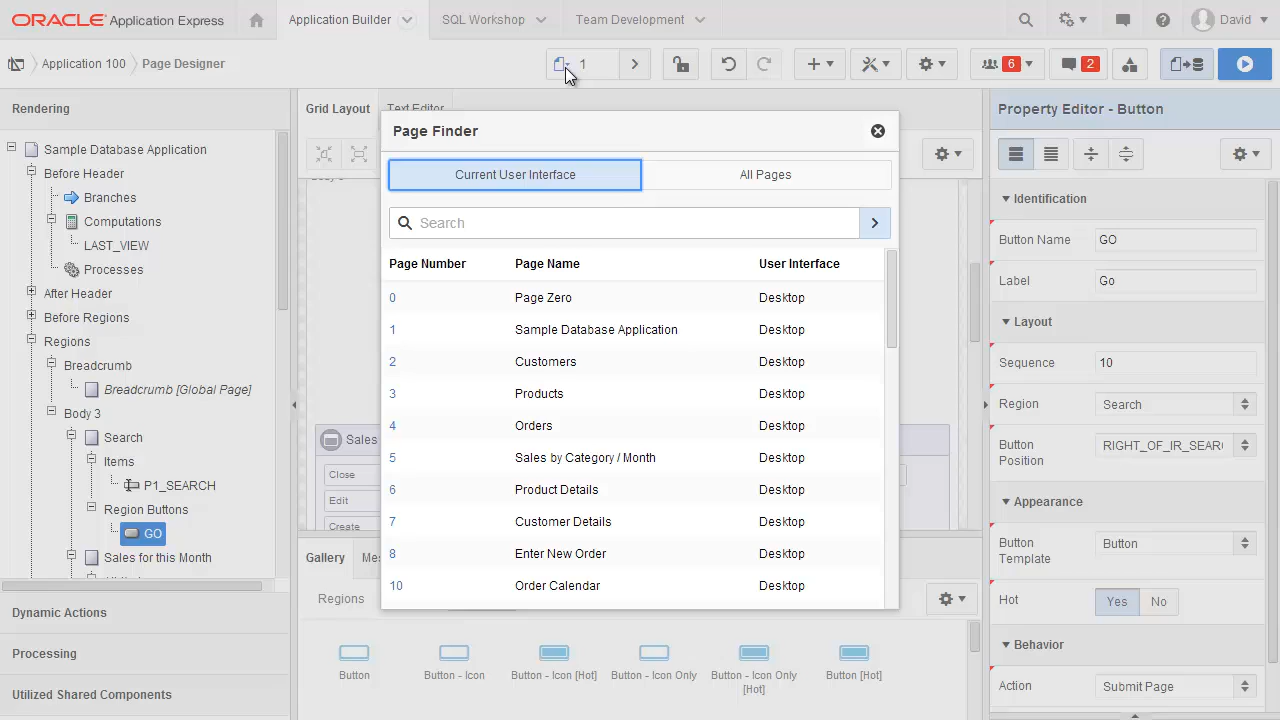 ORACLE Application Express
Application Builder
SQL Workshop
Team Development
David
Application 100
Page Designer
1
6
2
Rendering
Sample Database Application
Before Header
Branches
Computations
LAST_VIEW
Processes
After Header
Before Regions
Regions
Breadcrumb
Breadcrumb [Global Page]
Body 3
Search
Items
P1_SEARCH
Region Buttons
GO
Sales for this Month
Dynamic Actions
Processing
Utilized Shared Components
Grid Layout
Text Editor
Sales
Close
Edit
Create
Page Finder
Current User Interface
All Pages
Search
Page Number Page Name User Interface
0 Page Zero Desktop
1 Sample Database Application Desktop
2 Customers Desktop
3 Products Desktop
4 Orders Desktop
5 Sales by Category / Month Desktop
6 Product Details Desktop
7 Customer Details Desktop
8 Enter New Order Desktop
10 Order Calendar Desktop
Gallery
Regions
Button
Button - Icon
Button - Icon [Hot]
Button - Icon Only
Button - Icon Only
[Hot]
Button [Hot]
Property Editor - Button
Identification
Button Name GO
Label Go
Layout
Sequence 10
Region Search
Button
Position
RIGHT_OF_IR_SEAR
Appearance
Button
Template
Button
Hot Yes No
Behavior
Action Submit Page